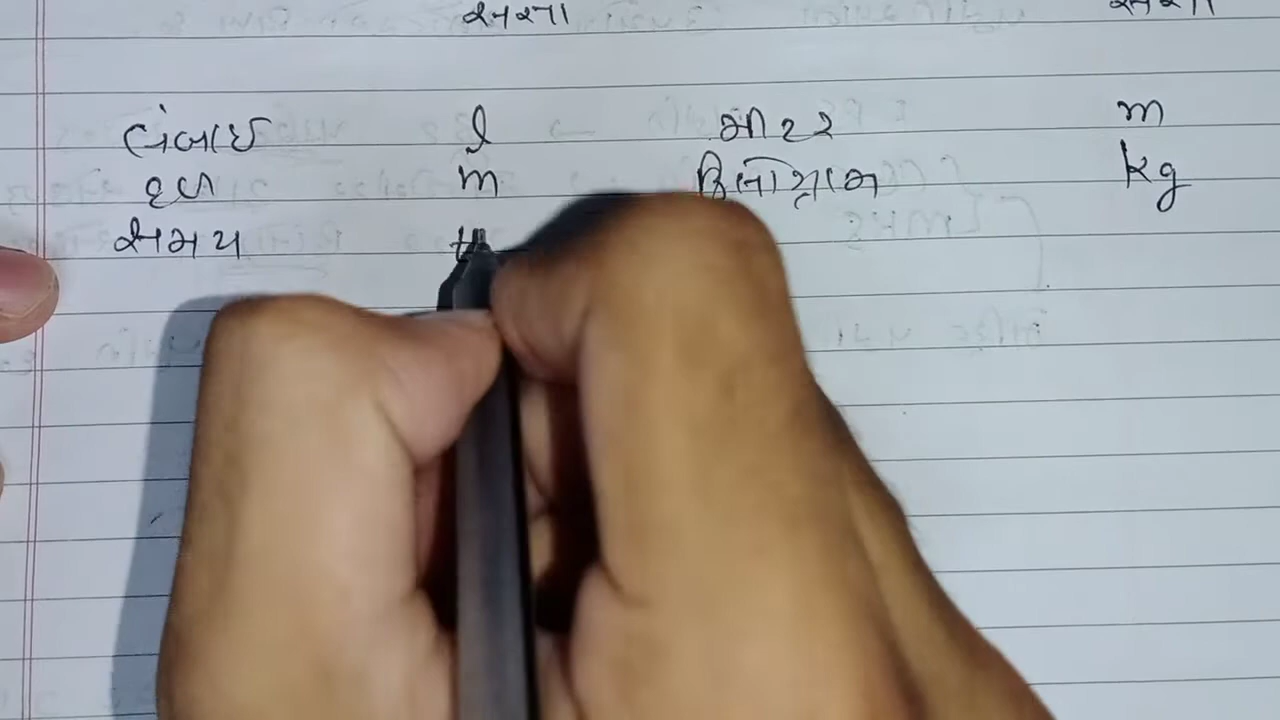 સંજ્ઞા સંજ્ઞા
લંબાઈ l મીટર m
દળ m કિલોગ્રામ kg
સમય t